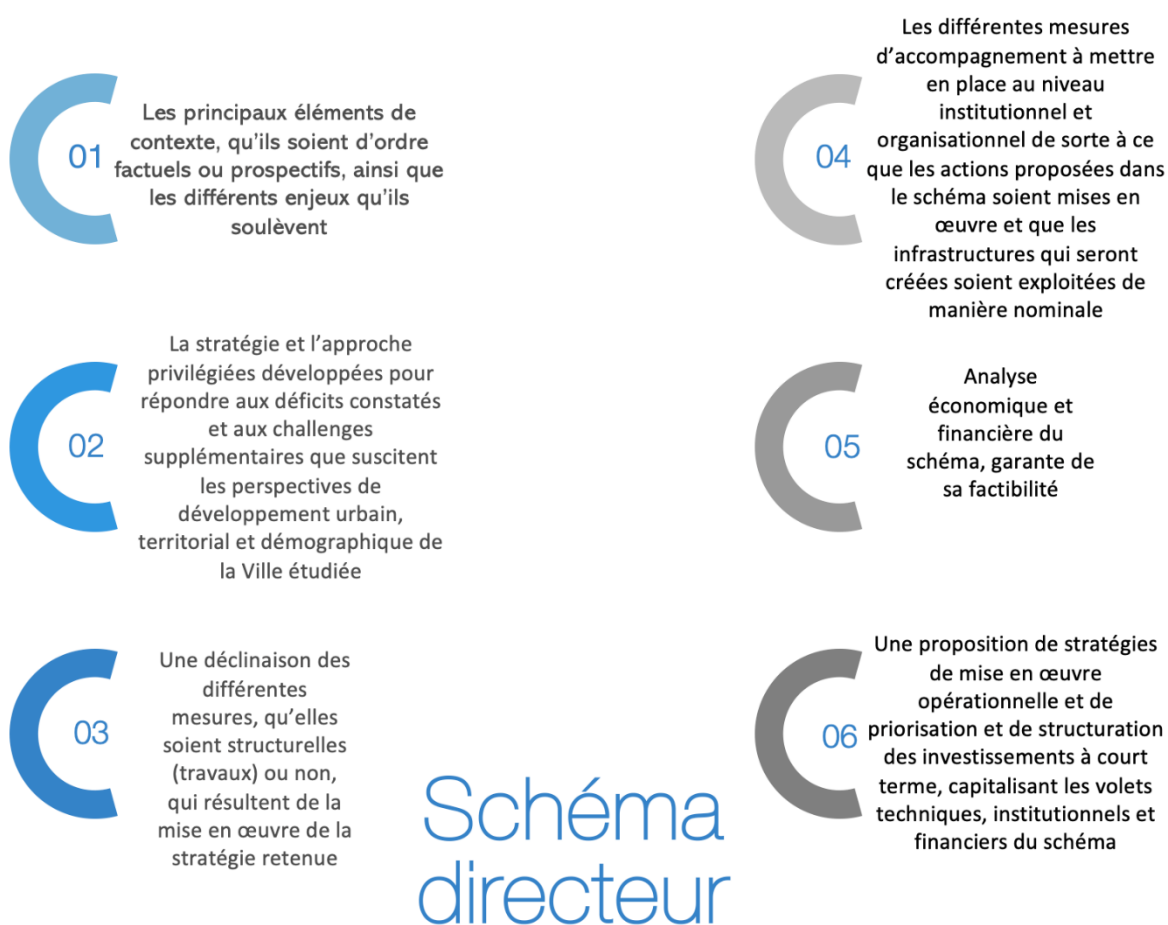 01
Les principaux éléments de
contexte, qu'ils soient d'ordre
factuels ou prospectifs, ainsi que
les différents enjeux qu'ils
soulèvent
02
La stratégie et l'approche
privilégiées développées pour
répondre aux déficits constatés
et aux challenges
supplémentaires que suscitent
les perspectives de
développement urbain,
territorial et démographique de
la Ville étudiée
03
Une déclinaison des
différentes
mesures, qu'elles
soient structurelles
(travaux) ou non,
qui résultent de la
mise en œuvre de la
stratégie retenue
04
Les différentes mesures
d'accompagnement à mettre
en place au niveau
institutionnel et
organisationnel de sorte à ce
que les actions proposées dans
le schéma soient mises en
œuvre et que les
infrastructures qui seront
créées soient exploitées de
manière nominale
05
Analyse
économique et
financière du
schéma, garante de
sa factibilité
06
Une proposition de stratégies
de mise en œuvre
opérationnelle et de
priorisation et de structuration
des investissements à court
terme, capitalisant les volets
techniques, institutionnels et
financiers du schéma
Schéma
directeur